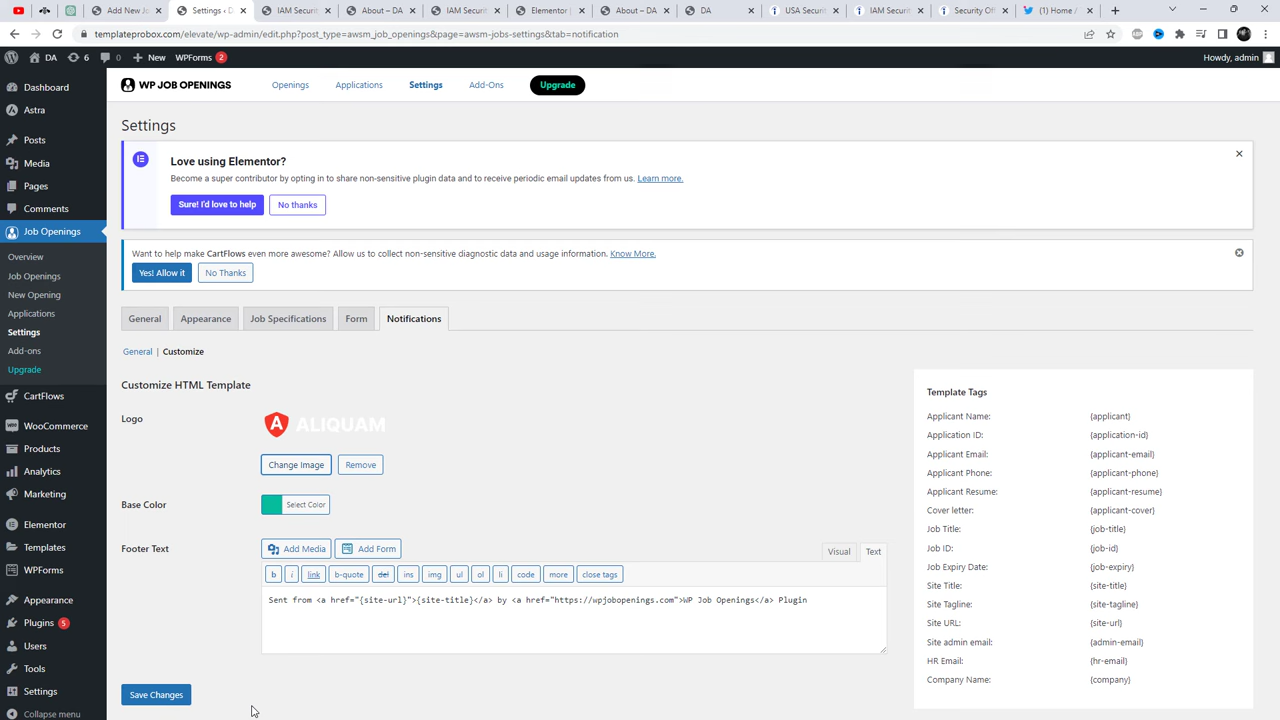 Add New Jo
Settings ‹ D
IAM Securit
About – DA
IAM Securit
Elementor |
About – DA
DA
USA Securi
IAM Securi
Security Of
(1) Home /
templateprobox.com/elevate/wp-admin/edit.php?post_type=awsm_job_openings&page=awsm-jobs-settings&tab=notification
DA
6
0
New
WPForms 2
Howdy, admin
Dashboard
Astra
Posts
Media
Pages
Comments
Job Openings
Overview
Job Openings
New Opening
Applications
Settings
Add-ons
Upgrade
CartFlows
WooCommerce
Products
Analytics
Marketing
Elementor
Templates
WPForms
Appearance
Plugins 5
Users
Tools
Settings
Collapse menu
WP JOB OPENINGS
Openings
Applications
Settings
Add-Ons
Upgrade
Settings
Love using Elementor?
Become a super contributor by opting in to share non-sensitive plugin data and to receive periodic email updates from us. Learn more.
Sure! I'd love to help
No thanks
Want to help make CartFlows even more awesome? Allow us to collect non-sensitive diagnostic data and usage information. Know More.
Yes! Allow it
No Thanks
General
Appearance
Job Specifications
Form
Notifications
General | Customize
Customize HTML Template
Logo
A ALIQUAM
Change Image
Remove
Base Color
Select Color
Footer Text
Add Media
Add Form
Visual
Text
b
i
link
b-quote
del
ins
img
ul
ol
li
code
more
close tags
Sent from <a href="{site-url}">{site-title}</a> by <a href="https://wpjobopenings.com">WP Job Openings</a> Plugin
Save Changes
Template Tags
Applicant Name: {applicant}
Application ID: {application-id}
Applicant Email: {applicant-email}
Applicant Phone: {applicant-phone}
Applicant Resume: {applicant-resume}
Cover letter: {applicant-cover}
Job Title: {job-title}
Job ID: {job-id}
Job Expiry Date: {job-expiry}
Site Title: {site-title}
Site Tagline: {site-tagline}
Site URL: {site-url}
Site admin email: {admin-email}
HR Email: {hr-email}
Company Name: {company}